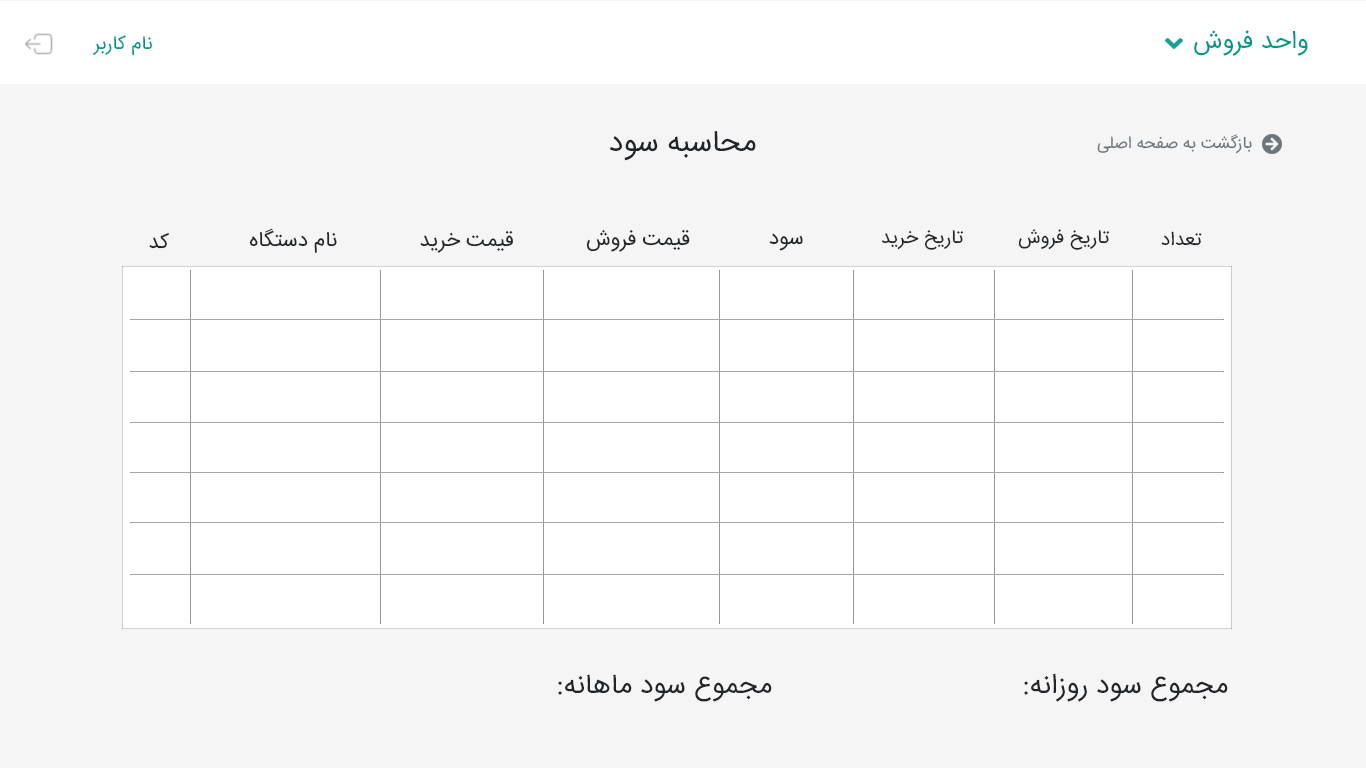 واحد فروش
نام کاربر
بازگشت به صفحه اصلی
محاسبه سود
تعداد
تاریخ فروش
تاریخ خرید
سود
قیمت فروش
قیمت خرید
نام دستگاه
کد
مجموع سود روزانه:
مجموع سود ماهانه: